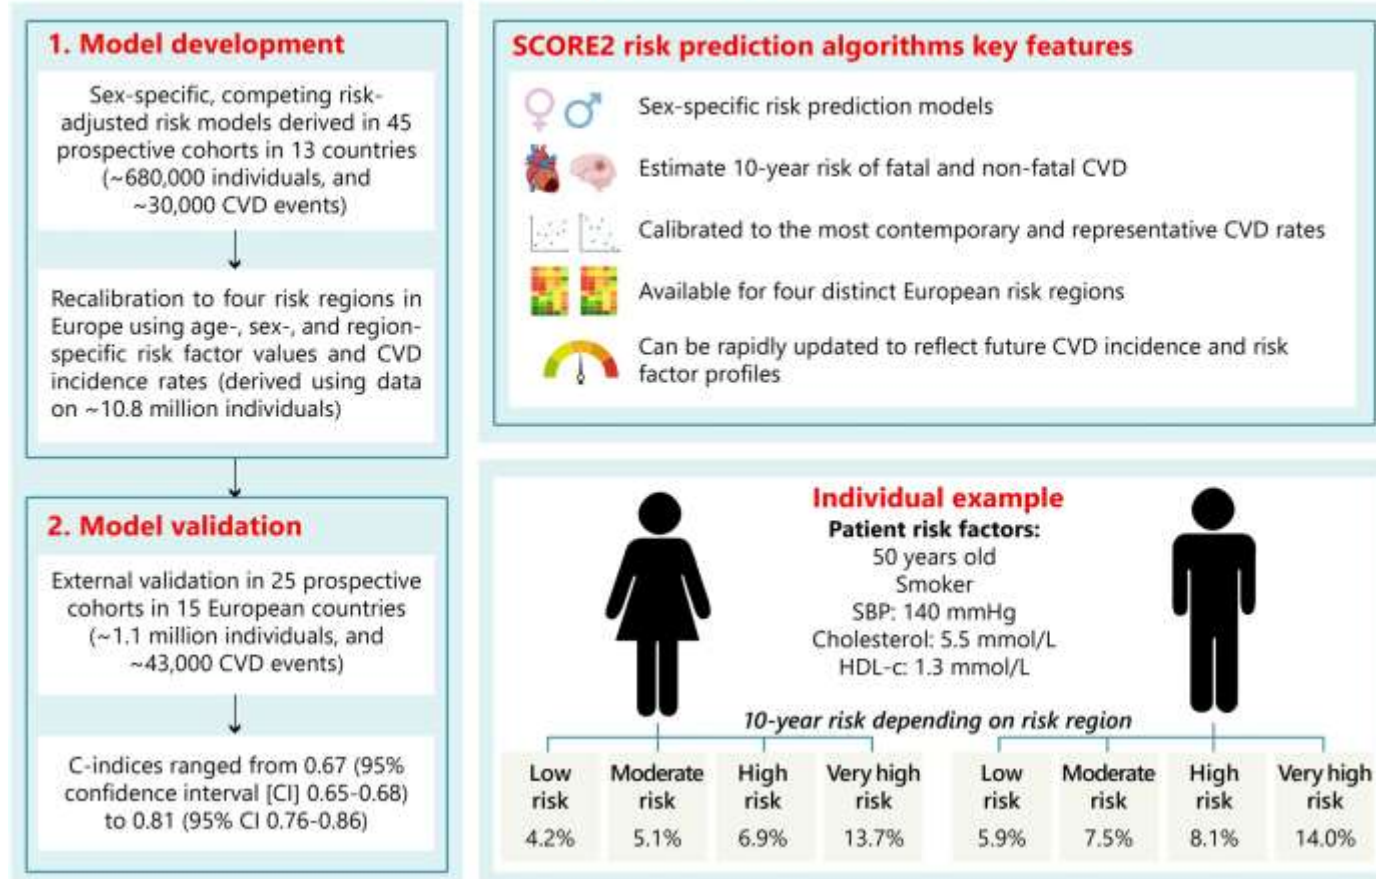 1. Model development
Sex-specific, competing risk-
adjusted risk models derived in 45
prospective cohorts in 13 countries
(~680,000 individuals, and
~30,000 CVD events)
Recalibration to four risk regions in
Europe using age-, sex-, and region-
specific risk factor values and CVD
incidence rates (derived using data
on ~10.8 million individuals)
2. Model validation
External validation in 25 prospective
cohorts in 15 European countries
(~1.1 million individuals, and
~43,000 CVD events)
C-indices ranged from 0.67 (95%
confidence interval [CI] 0.65-0.68)
to 0.81 (95% CI 0.76-0.86)
SCORE2 risk prediction algorithms key features
Sex-specific risk prediction models
Estimate 10-year risk of fatal and non-fatal CVD
Calibrated to the most contemporary and representative CVD rates
Available for four distinct European risk regions
Can be rapidly updated to reflect future CVD incidence and risk
factor profiles
Individual example
Patient risk factors:
50 years old
Smoker
SBP: 140 mmHg
Cholesterol: 5.5 mmol/L
HDL-c: 1.3 mmol/L
10-year risk depending on risk region
Low Moderate High Very high Low Moderate High Very high
risk risk risk risk risk risk risk risk
4.2% 5.1% 6.9% 13.7% 5.9% 7.5% 8.1% 14.0%